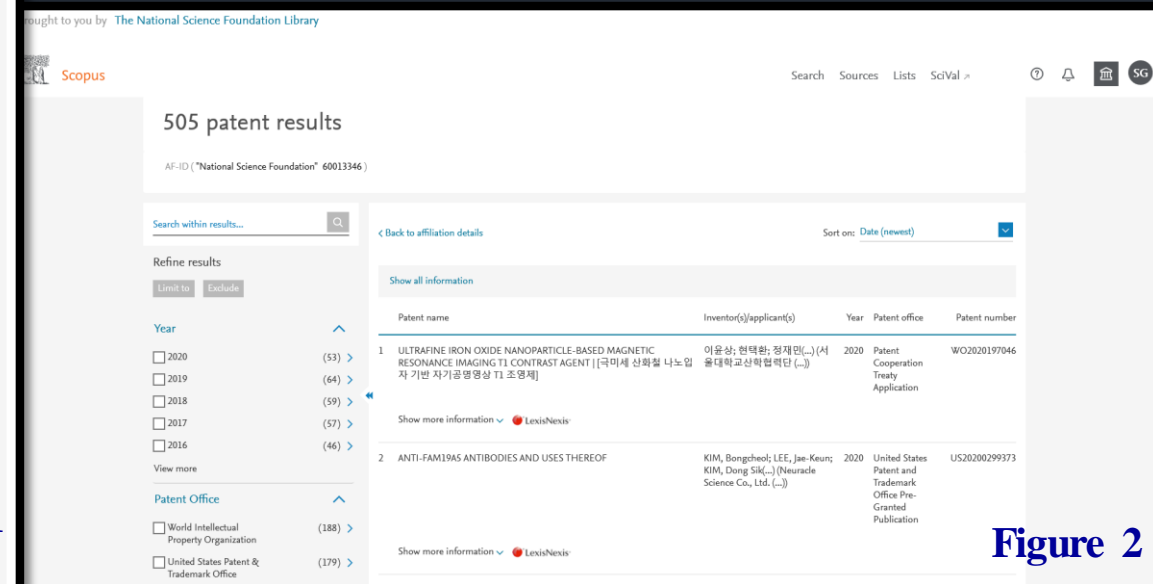 rought to you by The National Science Foundation Library
Scopus
Search Sources Lists SciVal
SG
505 patent results
AF-ID ( "National Science Foundation" 60013346 )
Search within results...
< Back to affiliation details
Sort on: Date (newest)
Refine results
Limit to Exclude
Show all information
Patent name Inventor(s)/applicant(s) Year Patent office Patent number
Year
2020 (53)
2019 (64)
2018 (59)
2017 (57)
2016 (46)
View more
Patent Office
World Intellectual (188)
Property Organization
United States Patent & (179)
Trademark Office
1 ULTRAFINE IRON OXIDE NANOPARTICLE-BASED MAGNETIC 이윤상; 현택환; 정재민(...) (서 2020 Patent WO2020197046
RESONANCE IMAGING T1 CONTRAST AGENT | [극미세 산화철 나노입 울대학교산학협력단 (...)) Cooperation
자 기반 자기공명영상 T1 조영제] Treaty
Application
Show more information LexisNexis
2 ANTI-FAM19A5 ANTIBODIES AND USES THEREOF KIM, Bongcheol; LEE, Jae-Keun; 2020 United States US20200299373
KIM, Dong Sik(...) (Neuracle Patent and
Science Co., Ltd. (...)) Trademark
Office Pre-
Granted
Publication
Show more information LexisNexis
Figure 2